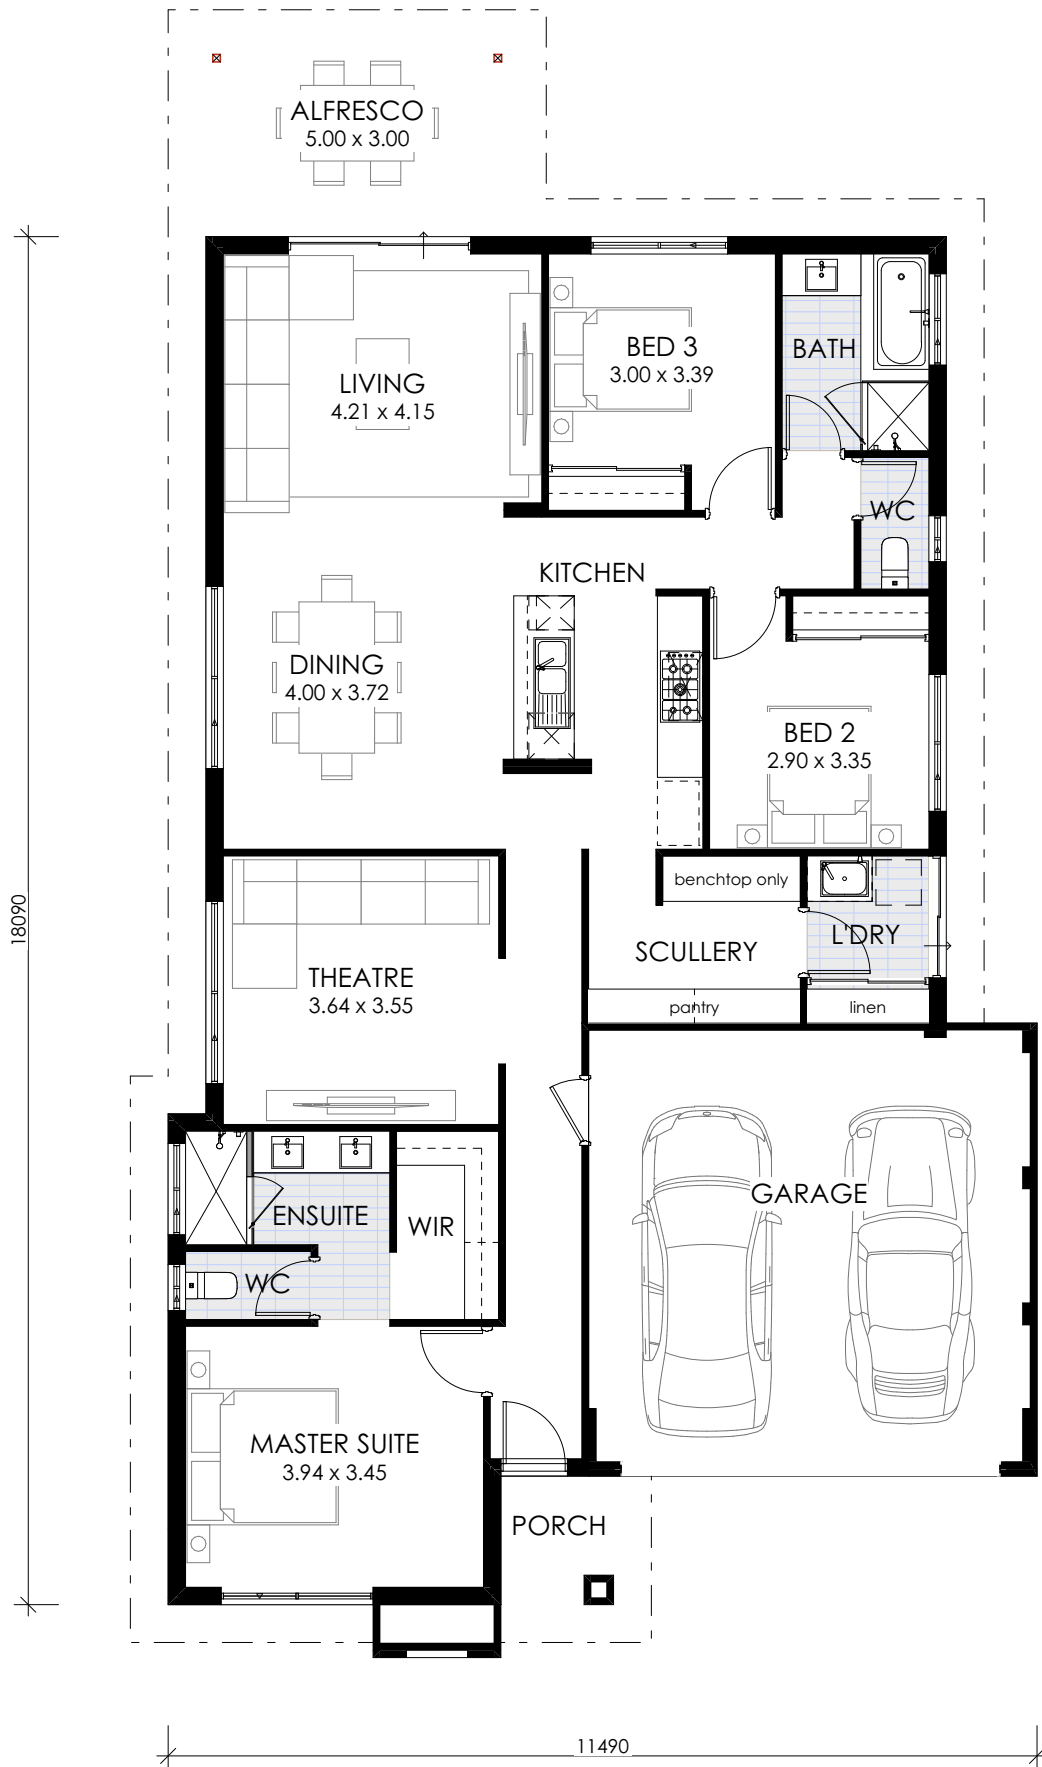 ALFRESCO
5.00 x 3.00
LIVING
4.21 x 4.15
BED 3
3.00 x 3.39
BATH
WC
KITCHEN
DINING
4.00 x 3.72
BED 2
2.90 x 3.35
benchtop only
L'DRY
SCULLERY
pantry
linen
THEATRE
3.64 x 3.55
18090
GARAGE
ENSUITE
WIR
WC
MASTER SUITE
3.94 x 3.45
PORCH
11490